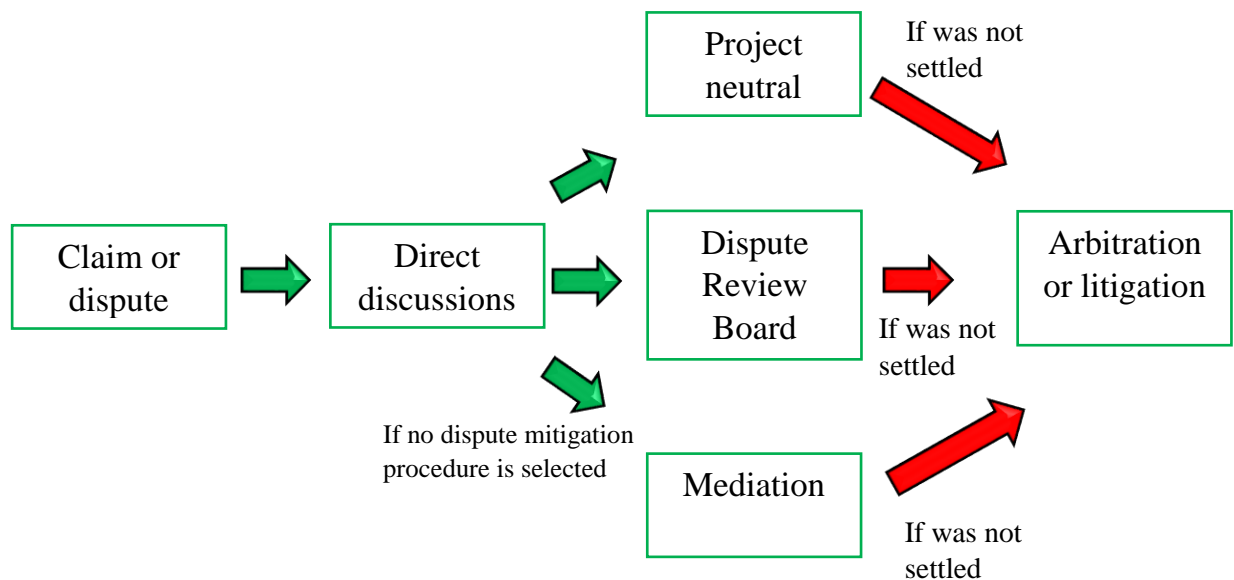 Claim or
dispute
Direct
discussions
Project
neutral
If was not
settled
Dispute
Review
Board
If was not
settled
If no dispute mitigation
procedure is selected
Mediation
If was not
settled
Arbitration
or litigation